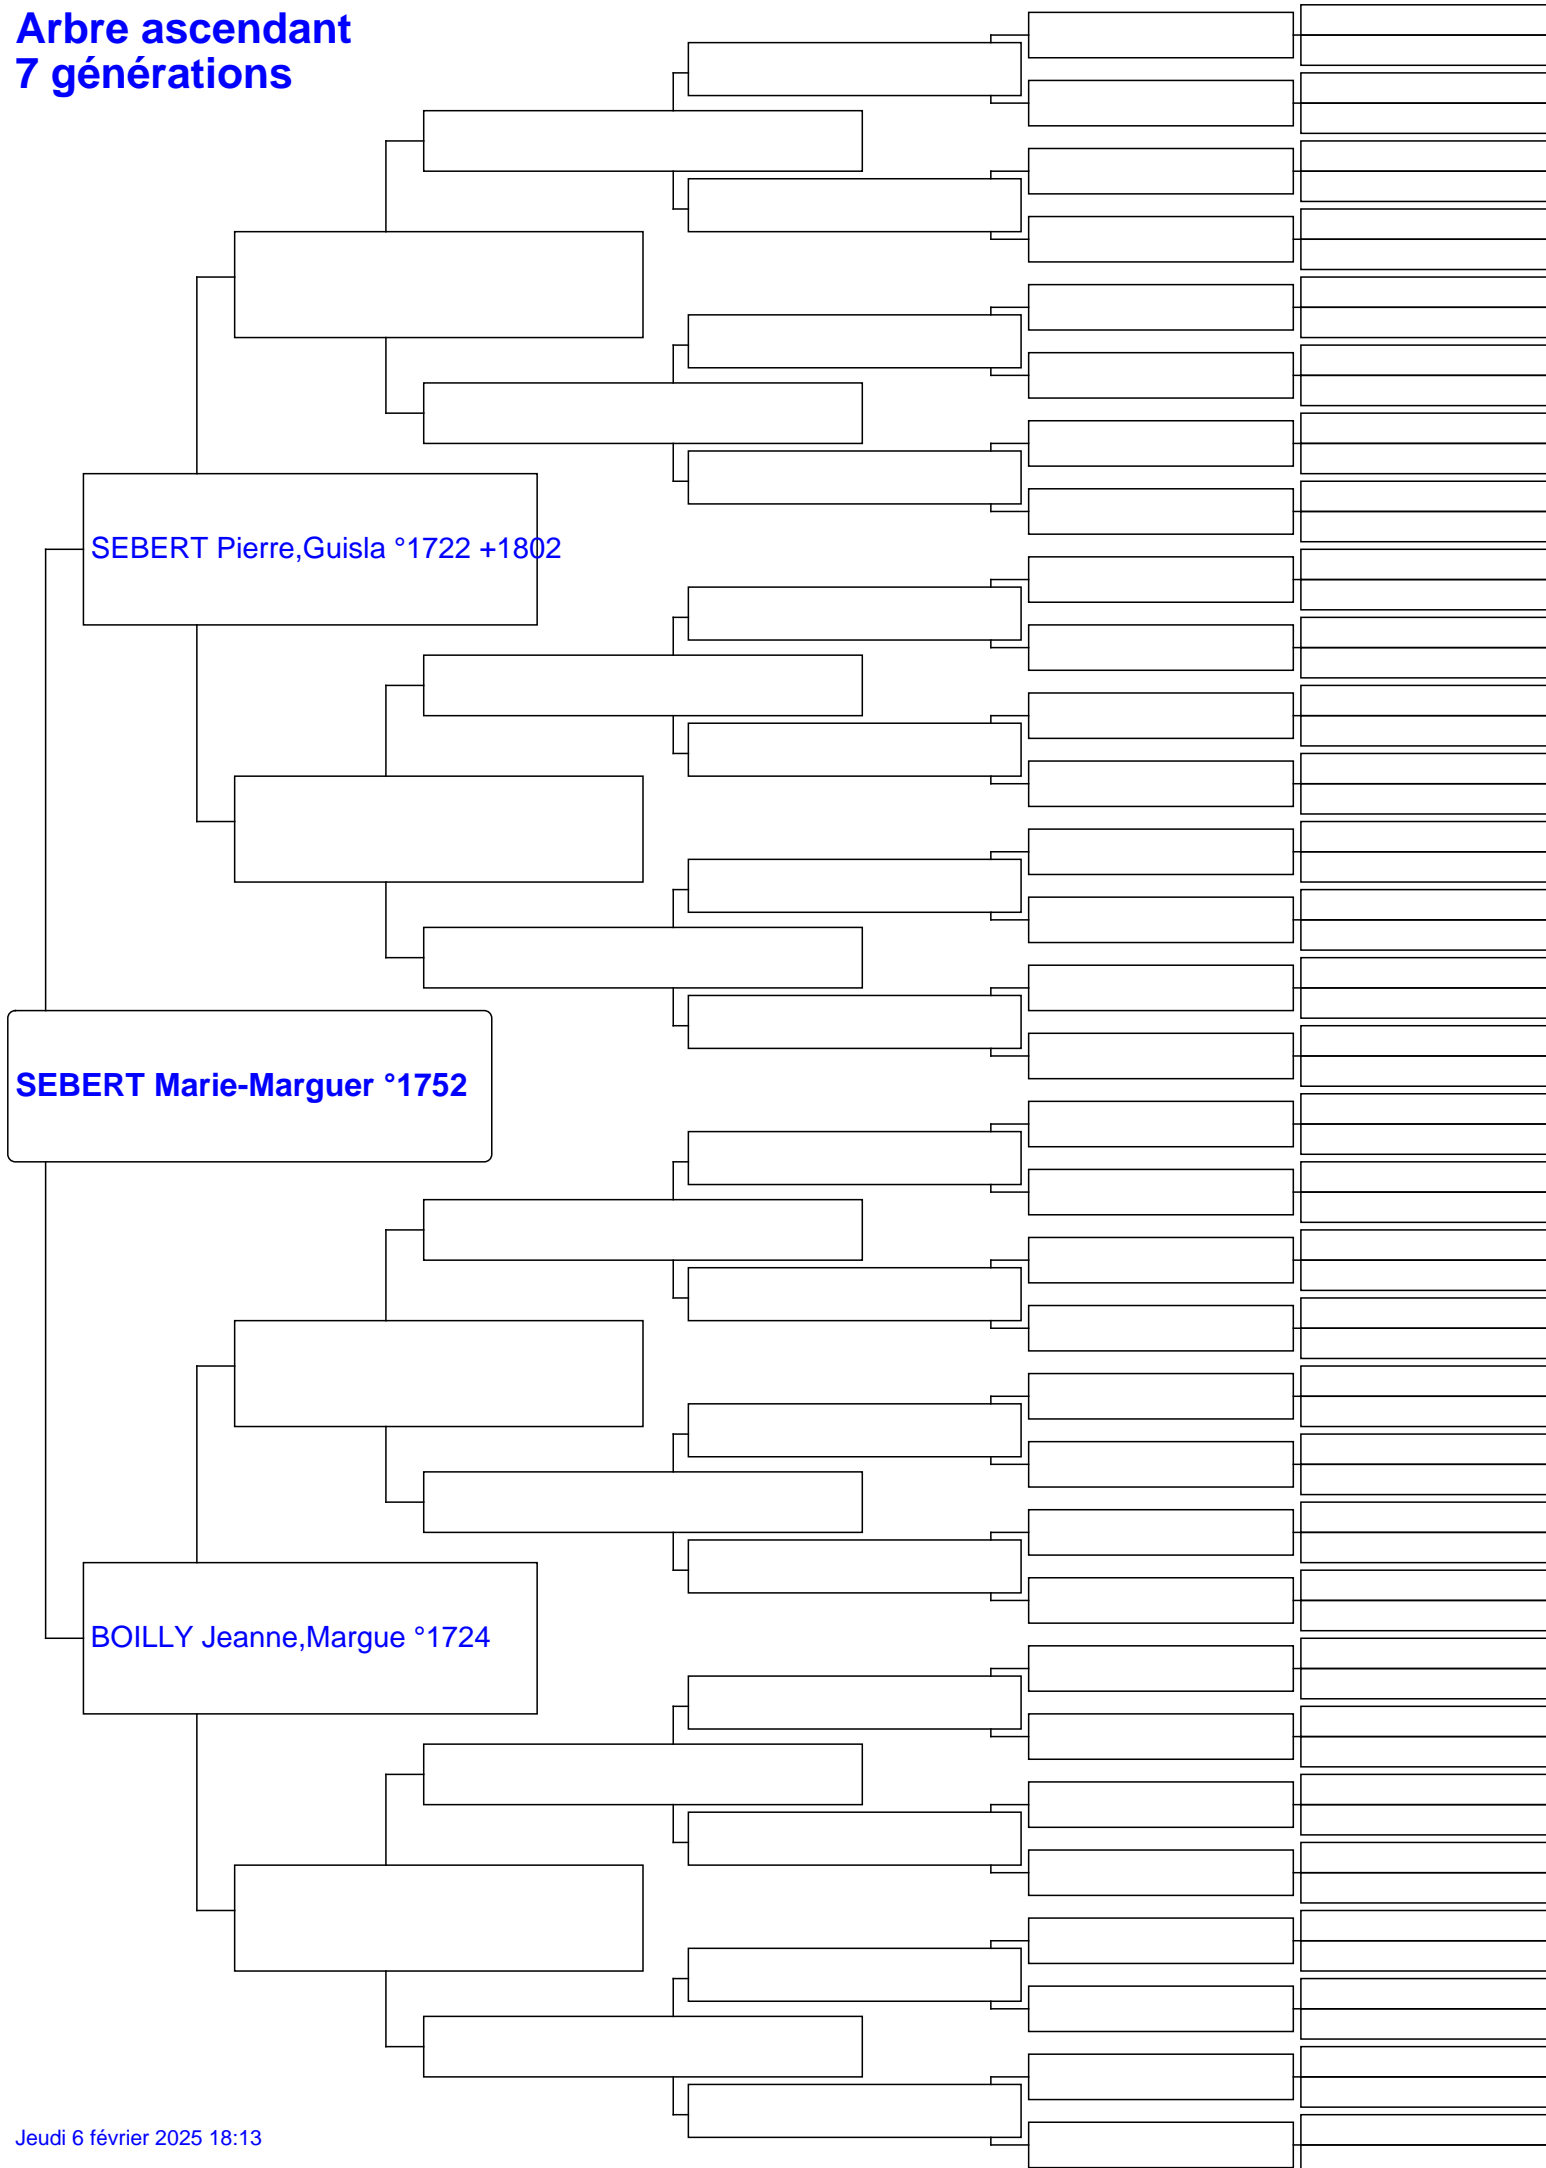 Arbre ascendant
7 générations
SEBERT Pierre,Guisla °1722 +1802
SEBERT Marie-Marguer °1752
BOILLY Jeanne,Margue °1724
Jeudi 6 février 2025 18:13